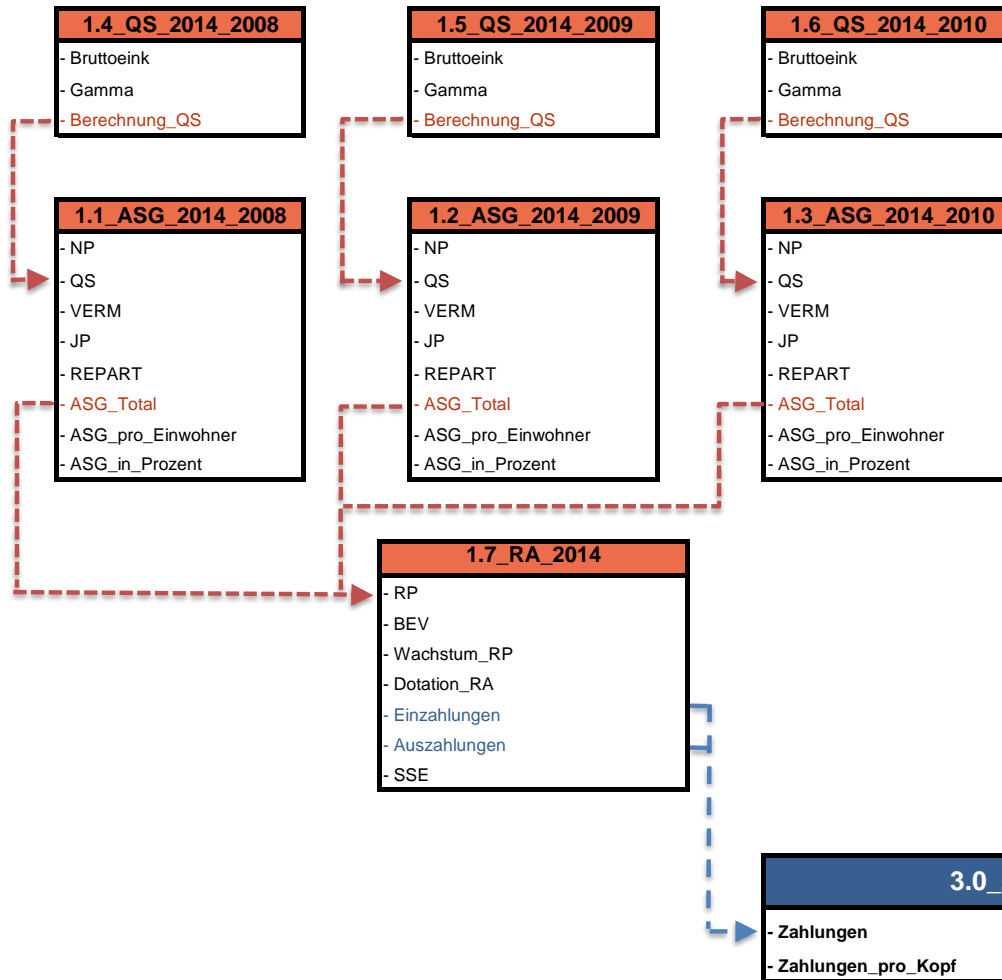 1.4_QS_2014_2008
- Bruttoeink
- Gamma
- Berechnung_QS
1.5_QS_2014_2009
- Bruttoeink
- Gamma
- Berechnung_QS
1.6_QS_2014_2010
- Bruttoeink
- Gamma
- Berechnung_QS
1.1_ASG_2014_2008
- NP
- QS
- VERM
- JP
- REPART
- ASG_Total
- ASG_pro_Einwohner
- ASG_in_Prozent
1.2_ASG_2014_2009
- NP
- QS
- VERM
- JP
- REPART
- ASG_Total
- ASG_pro_Einwohner
- ASG_in_Prozent
1.3_ASG_2014_2010
- NP
- QS
- VERM
- JP
- REPART
- ASG_Total
- ASG_pro_Einwohner
- ASG_in_Prozent
1.7_RA_2014
- RP
- BEV
- Wachstum_RP
- Dotation_RA
- Einzahlungen
- Auszahlungen
- SSE
3.0_
- Zahlungen
- Zahlungen_pro_Kopf